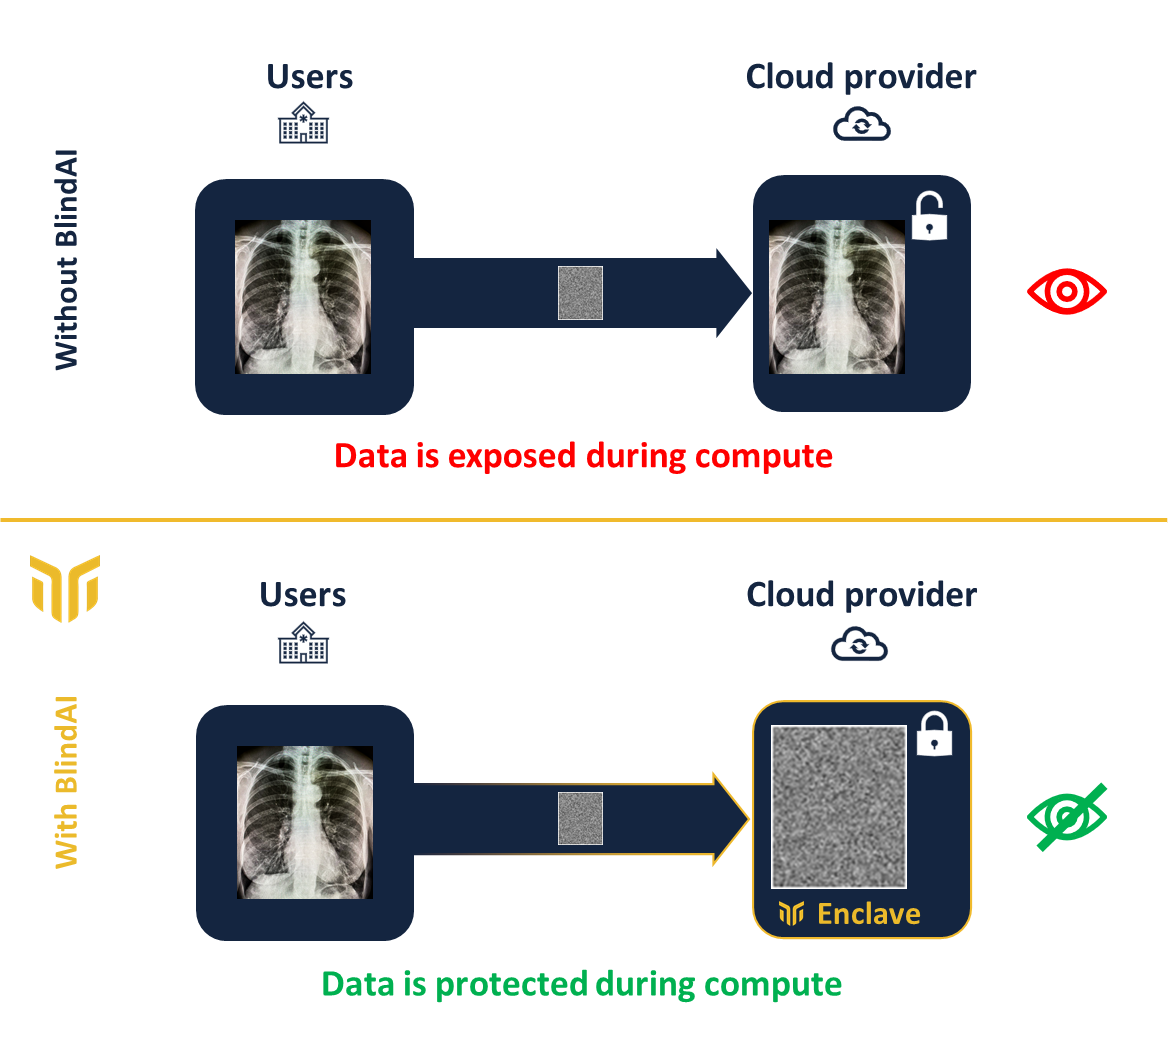 Users
Cloud provider
Without BlindAI
Data is exposed during compute
Users
Cloud provider
With BlindAI
Enclave
Data is protected during compute